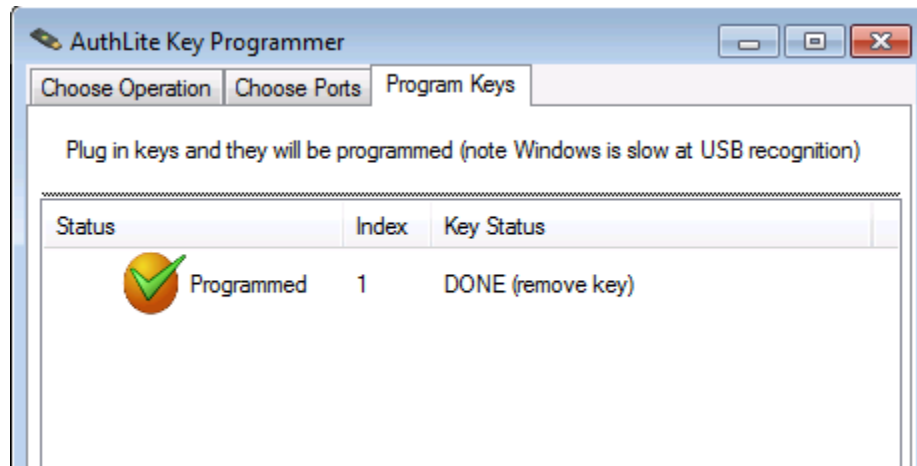 AuthLite Key Programmer
Choose Operation Choose Ports Program Keys
Plug in keys and they will be programmed (note Windows is slow at USB recognition)
Status Index Key Status
Programmed 1 DONE (remove key)